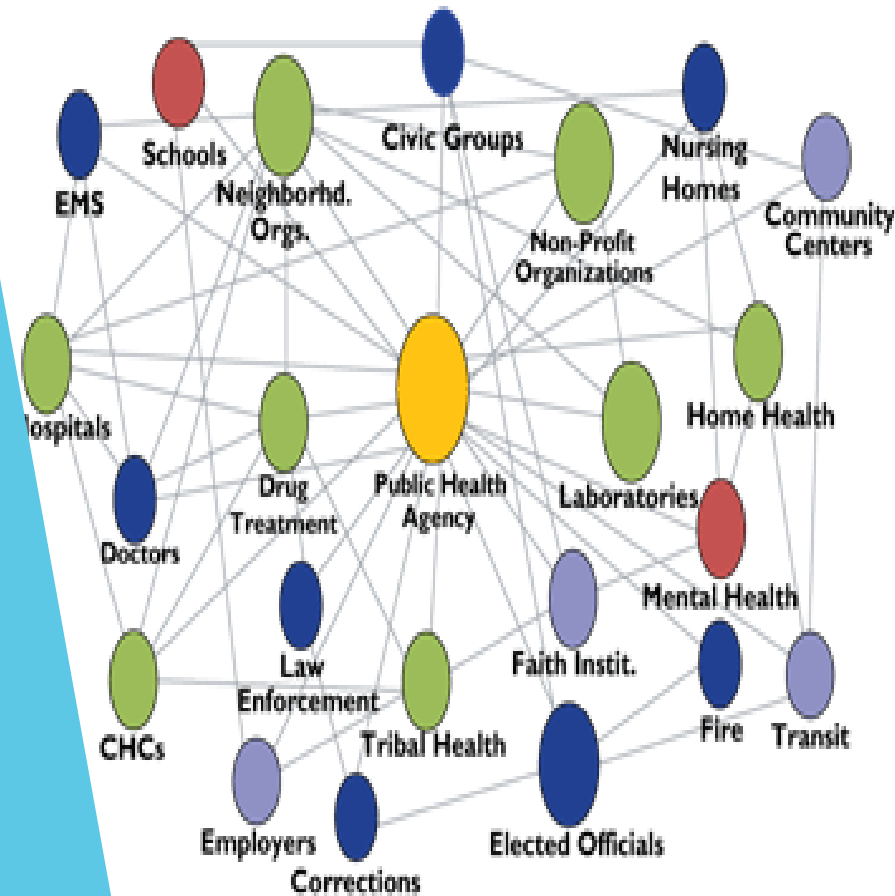 Civic Groups
Schools
Nursing
Homes
EMS
Neighborhd.
Orgs.
Community
Centers
Non-Profit
Organizations
ospitals
Home Health
Drug
Treatment
Public Health
Agency
Laboratories
Doctors
Mental Health
Law
Enforcement
Faith Instit.
Fire
Transit
CHCs
Tribal Health
Employers
Elected Officials
Corrections